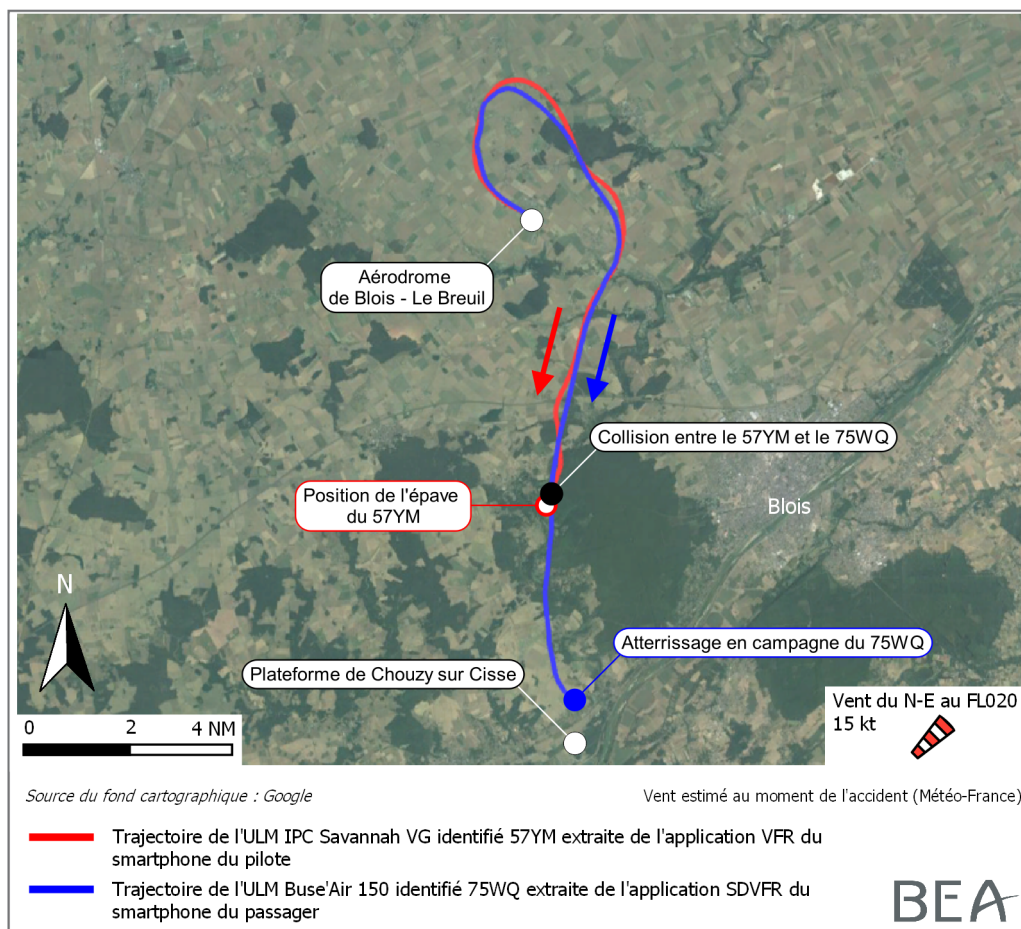 Aérodrome
de Blois - Le Breuil
Collision entre le 57YM et le 75WQ
Position de l'épave
du 57YM
Blois
N
Atterrissage en campagne du 75WQ
Plateforme de Chouzy sur Cisse
0 2 4 NM
Vent du N-E au FL020
15 kt
Source du fond cartographique : Google
Vent estimé au moment de l'accident (Météo-France)
Trajectoire de l'ULM IPC Savannah VG identifié 57YM extraite de l'application VFR du
smartphone du pilote
Trajectoire de l'ULM Buse'Air 150 identifié 75WQ extraite de l'application SDVFR du
smartphone du passager
BEA